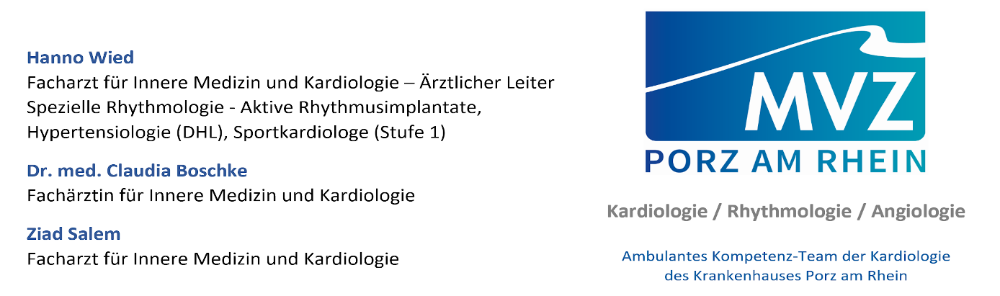 Hanno Wied
Facharzt für Innere Medizin und Kardiologie – Ärztlicher Leiter
Spezielle Rhythmologie - Aktive Rhythmusimplantate,
Hypertensiologie (DHL), Sportkardiologe (Stufe 1)
Dr. med. Claudia Boschke
Fachärztin für Innere Medizin und Kardiologie
Ziad Salem
Facharzt für Innere Medizin und Kardiologie
MVZ
PORZ AM RHEIN
Kardiologie / Rhythmologie / Angiologie
Ambulantes Kompetenz-Team der Kardiologie
des Krankenhauses Porz am Rhein